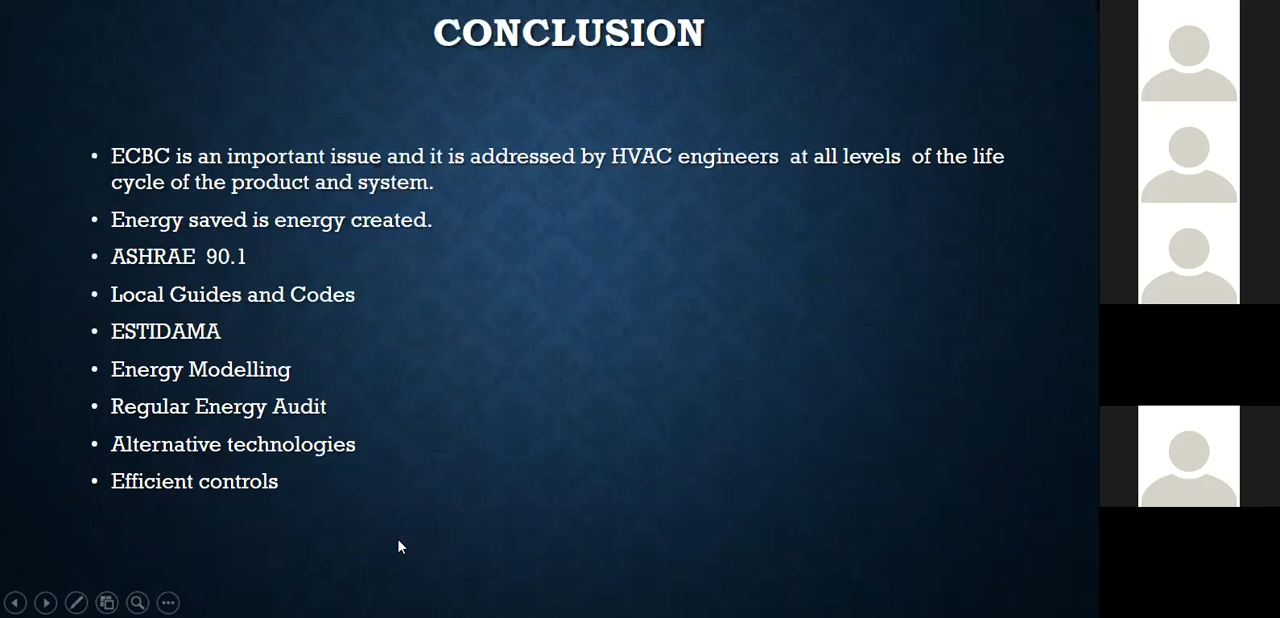 CONCLUSION
• ECBC is an important issue and it is addressed by HVAC engineers at all levels of the life
cycle of the product and system.
• Energy saved is energy created.
• ASHRAE 90.1
• Local Guides and Codes
• ESTIDAMA
• Energy Modelling
• Regular Energy Audit
• Alternative technologies
• Efficient controls